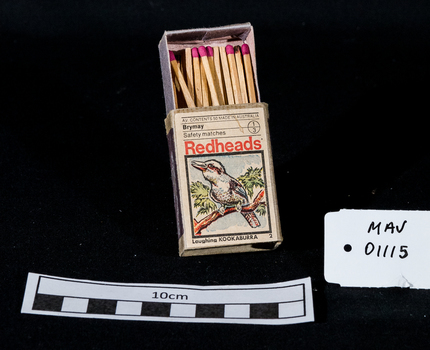 AV. CONTENTS 50 MADE IN AUSTRALIA
Brymay
Safety matches
Redheads
Laughing KOOKABURRA 2
MAV
01115
10cm